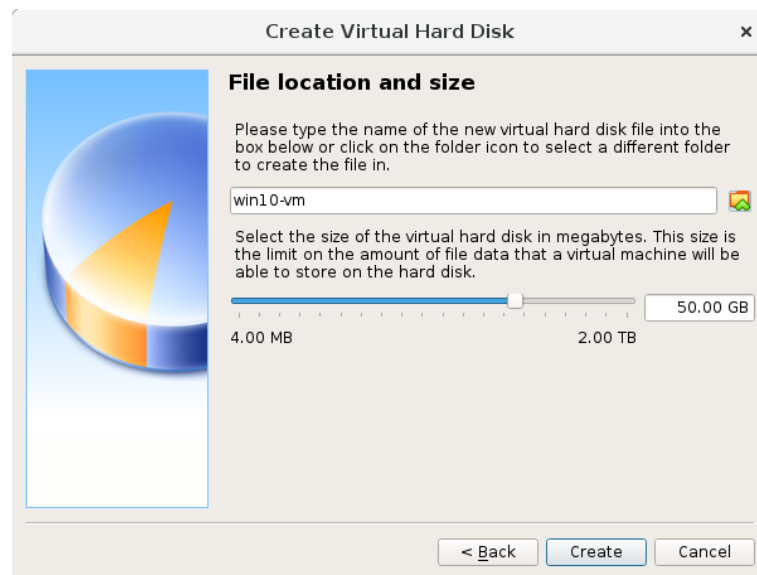 Create Virtual Hard Disk ×
File location and size
Please type the name of the new virtual hard disk file into the
box below or click on the folder icon to select a different folder
to create the file in.
win10-vm
Select the size of the virtual hard disk in megabytes. This size is
the limit on the amount of file data that a virtual machine will be
able to store on the hard disk.
50.00 GB
4.00 MB 2.00 TB
< Back Create Cancel